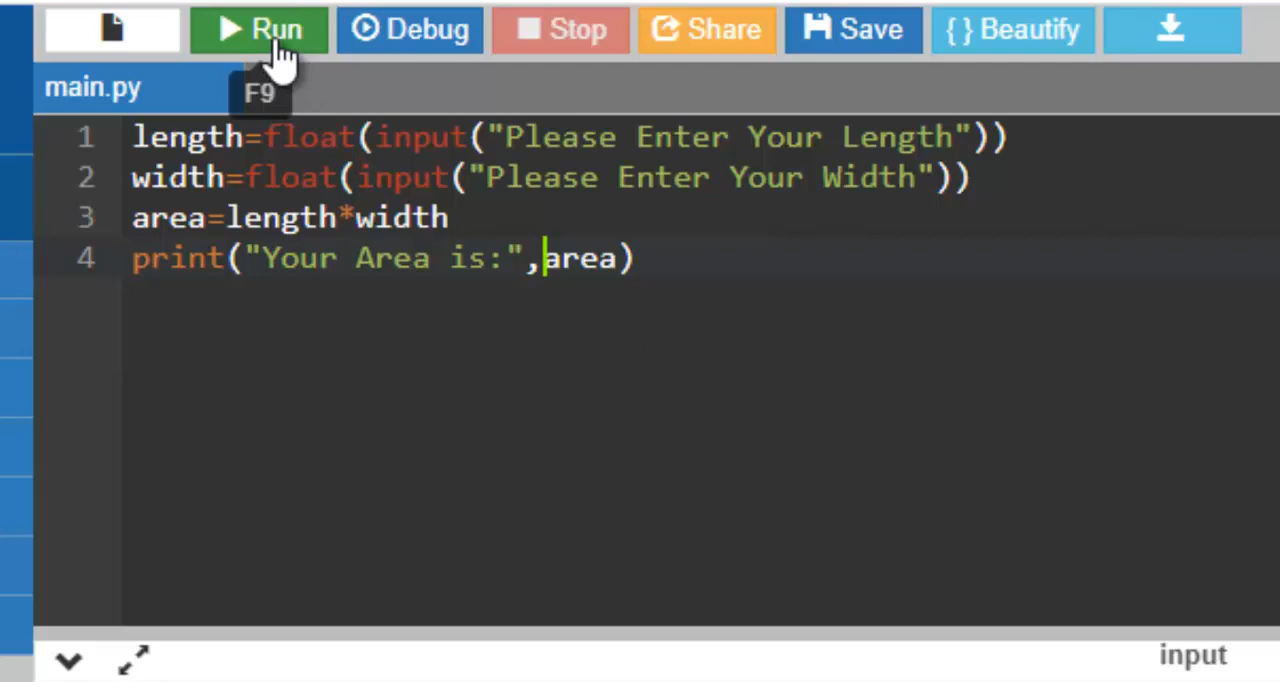 Run Debug Stop Share Save { } Beautify
main.py F9
1 length=float(input("Please Enter Your Length"))
2 width=float(input("Please Enter Your Width"))
3 area=length*width
4 print("Your Area is:",area)
input